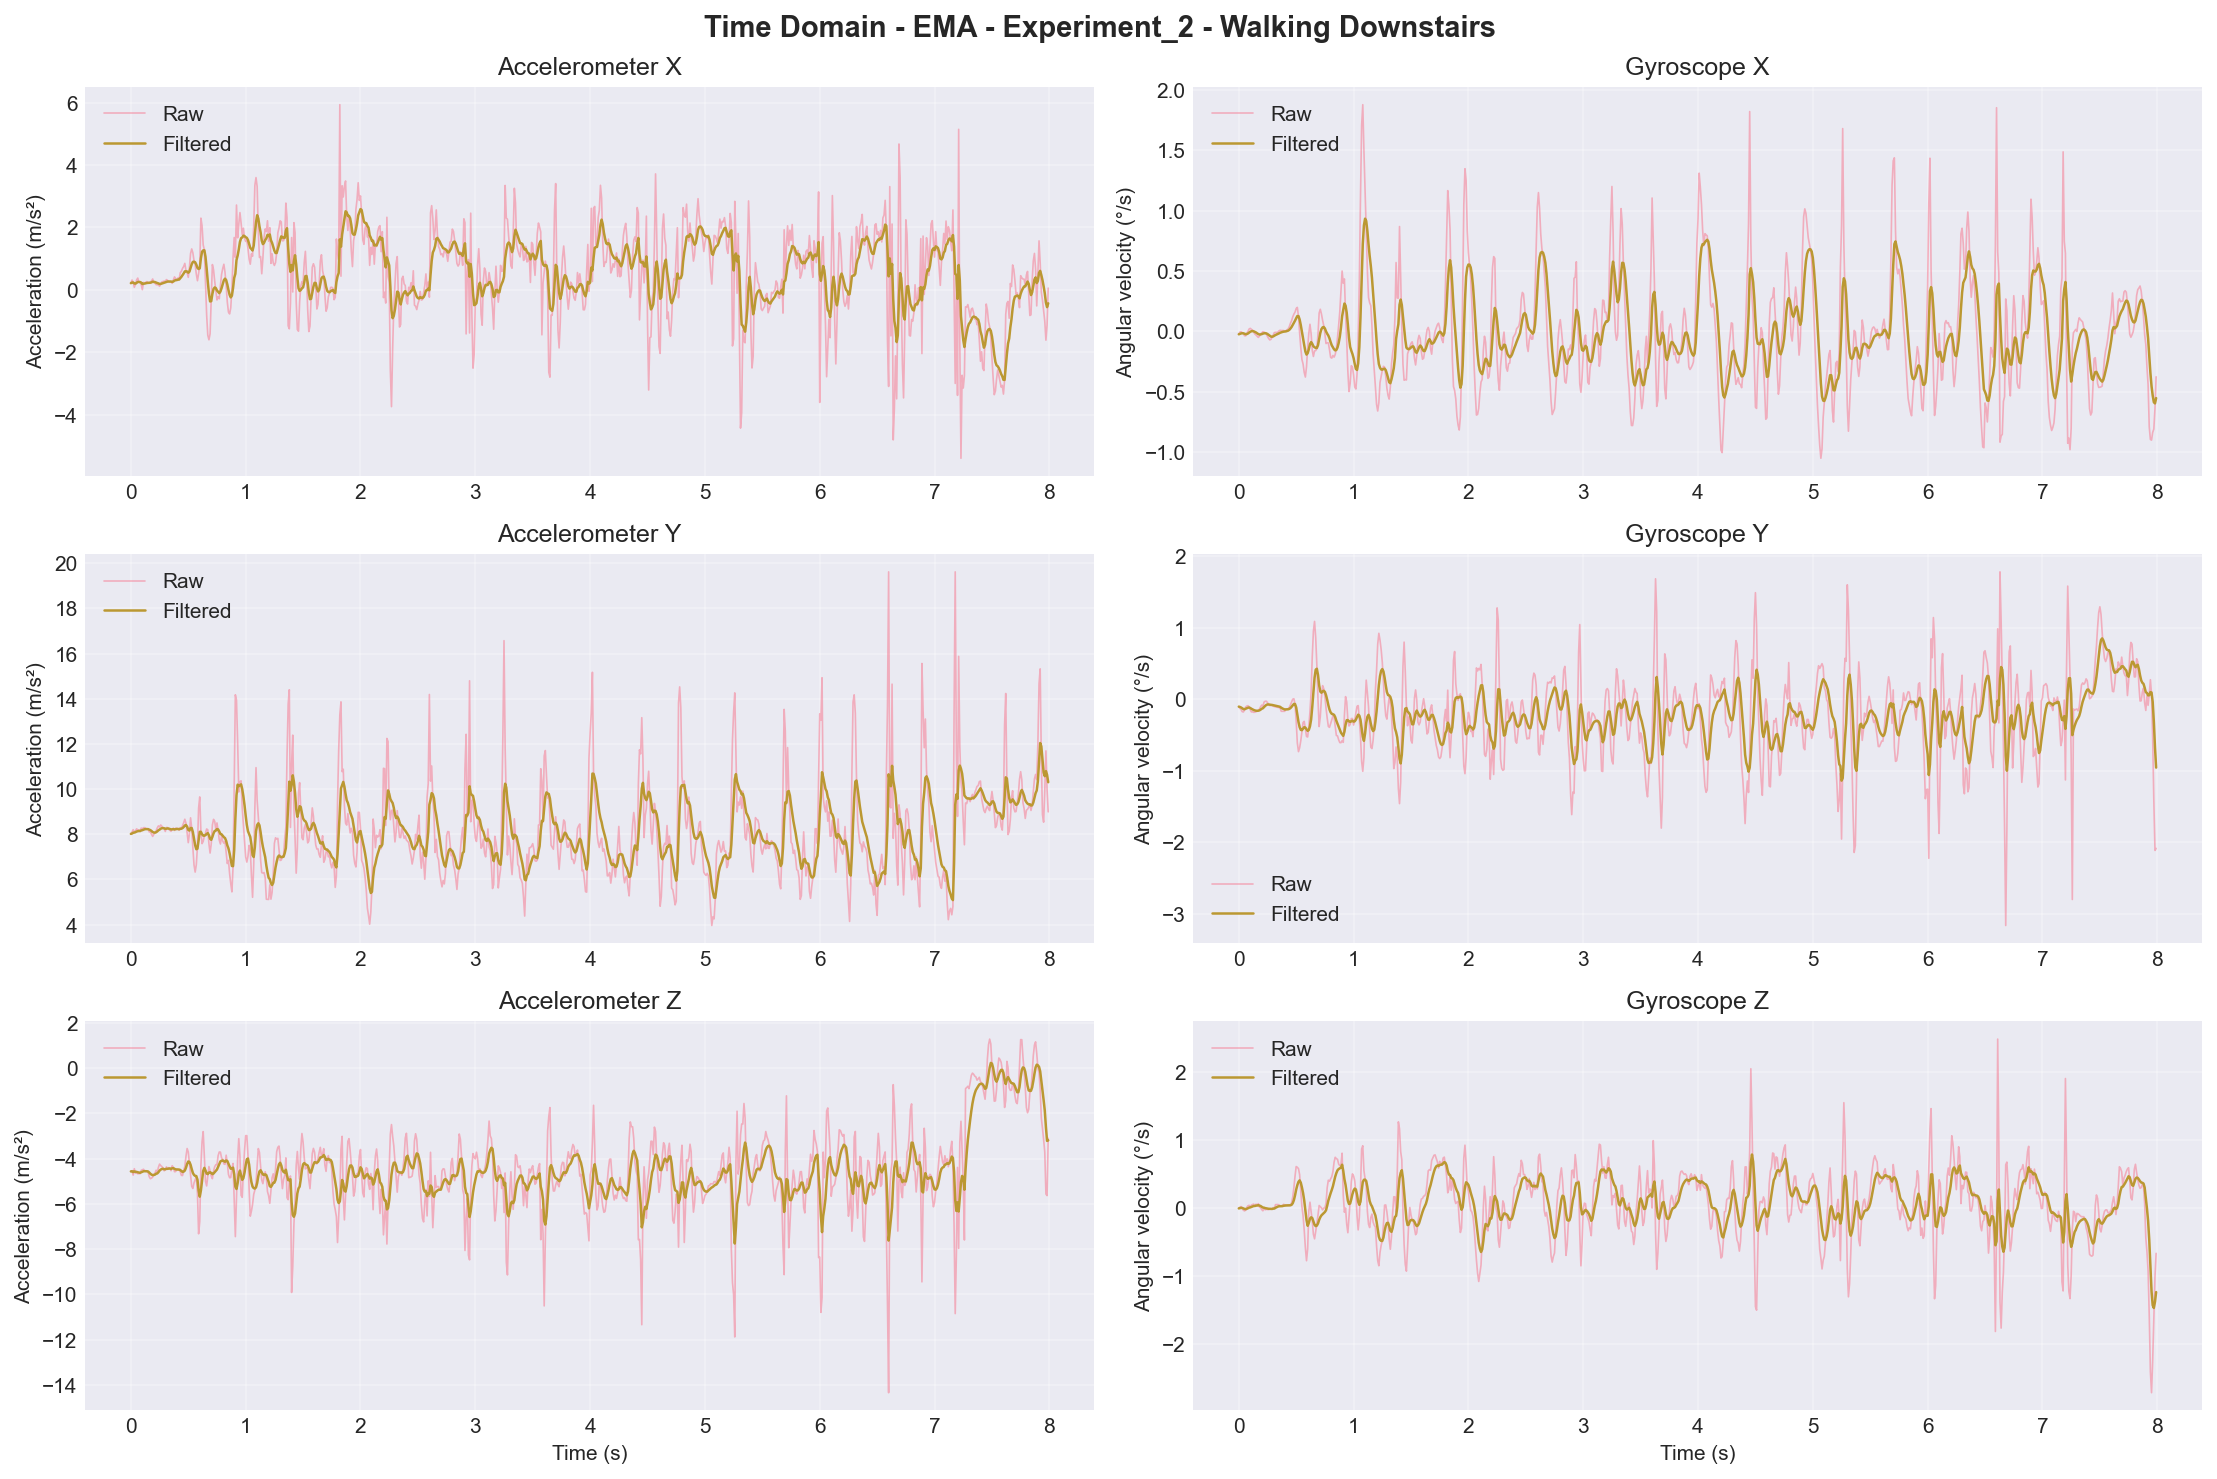 Time Domain - EMA - Experiment_2 - Walking Downstairs
Accelerometer X
Raw
Filtered
Acceleration (m/s²)
6
4
2
0
−2
−4
0 1 2 3 4 5 6 7 8
Gyroscope X
Raw
Filtered
Angular velocity (°/s)
2.0
1.5
1.0
0.5
0.0
−0.5
−1.0
0 1 2 3 4 5 6 7 8
Accelerometer Y
Raw
Filtered
Acceleration (m/s²)
20
18
16
14
12
10
8
6
4
0 1 2 3 4 5 6 7 8
Gyroscope Y
Raw
Filtered
Angular velocity (°/s)
2
1
0
−1
−2
−3
0 1 2 3 4 5 6 7 8
Accelerometer Z
Raw
Filtered
Acceleration (m/s²)
2
0
−2
−4
−6
−8
−10
−12
−14
0 1 2 3 4 5 6 7 8
Time (s)
Gyroscope Z
Raw
Filtered
Angular velocity (°/s)
2
1
0
−1
−2
0 1 2 3 4 5 6 7 8
Time (s)